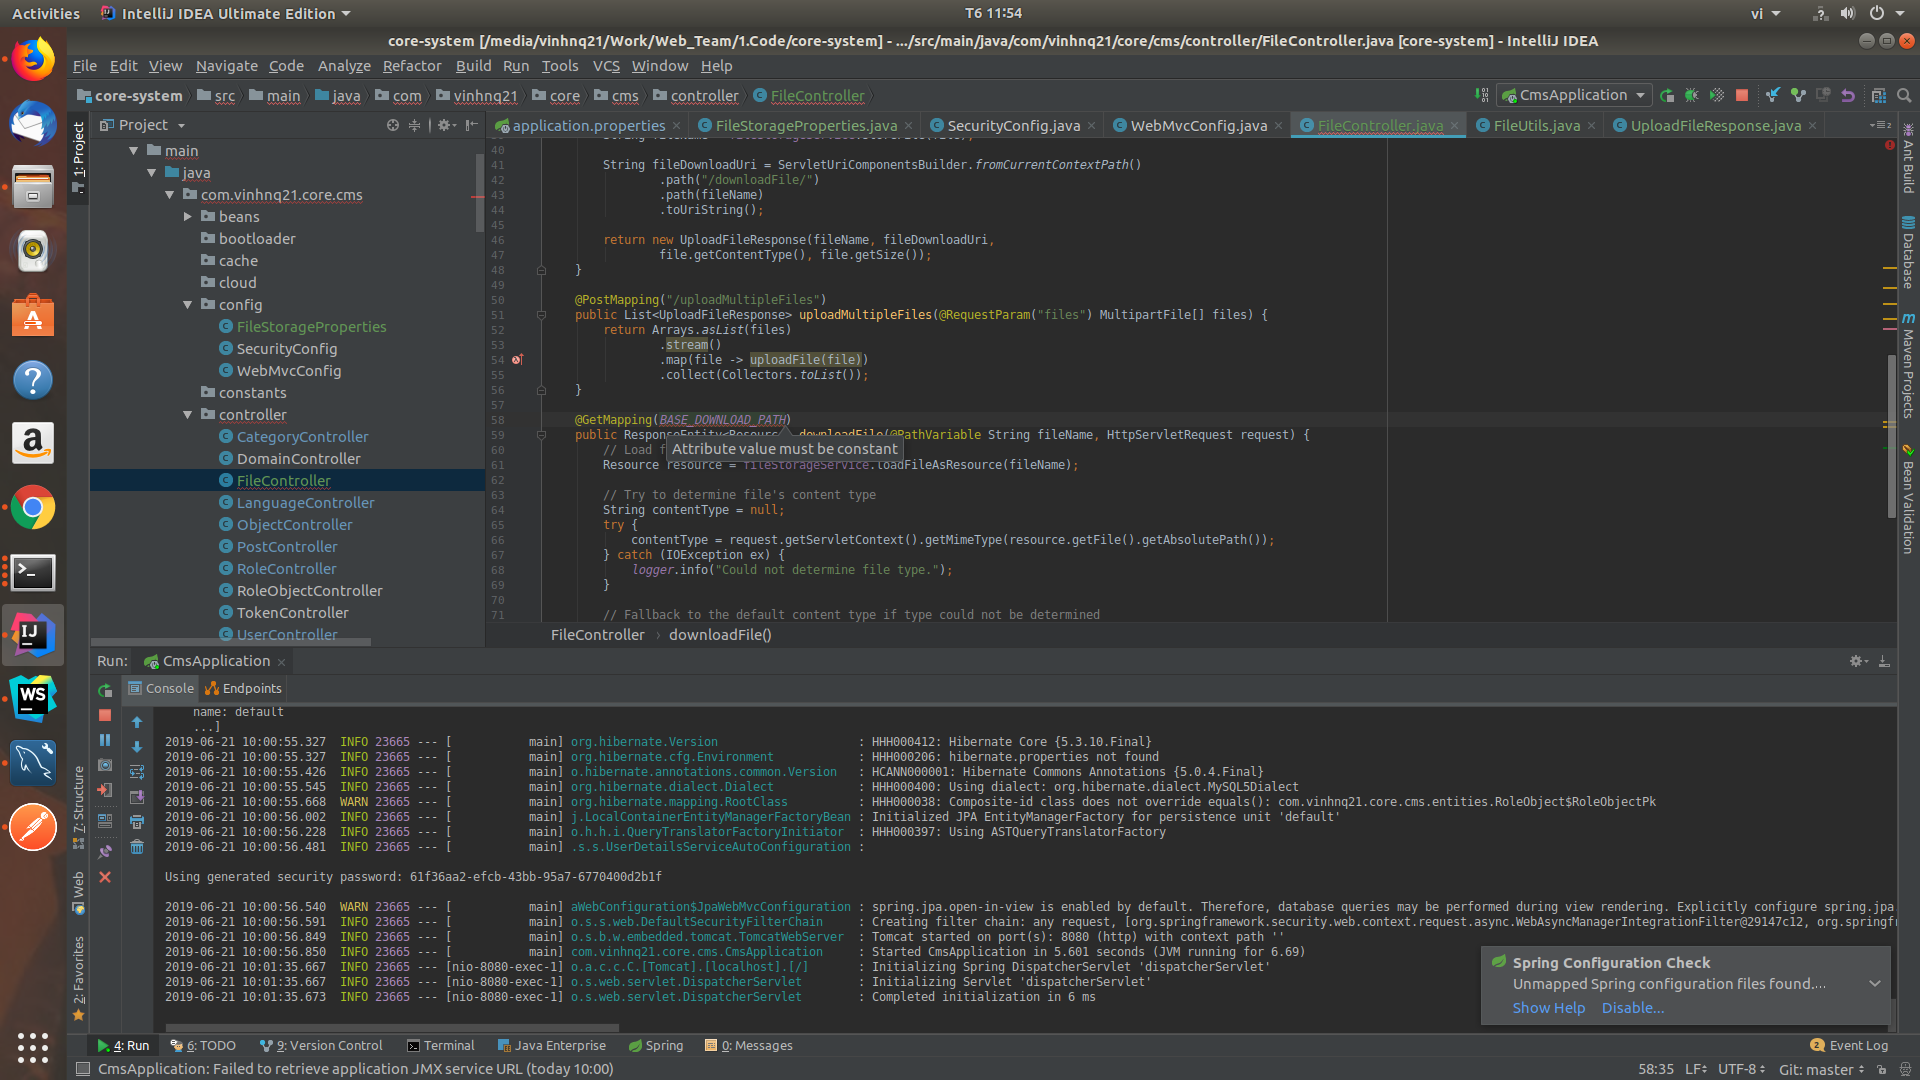 Activities
IntelliJ IDEA Ultimate Edition
T6 11:54
vi
core-system [/media/vinhnq21/Work/Web_Team/1.Code/core-system] - .../src/main/java/com/vinhnq21/core/cms/controller/FileController.java [core-system] - IntelliJ IDEA
File Edit View Navigate Code Analyze Refactor Build Run Tools VCS Window Help
core-system src main java com vinhnq21 core cms controller FileController
CmsApplication
1: Project
Project
application.properties FileStorageProperties.java SecurityConfig.java WebMvcConfig.java FileController.java FileUtils.java UploadFileResponse.java
main
java
com.vinhnq21.core.cms
beans
bootloader
cache
cloud
config
FileStorageProperties
SecurityConfig
WebMvcConfig
constants
controller
CategoryController
DomainController
FileController
LanguageController
ObjectController
PostController
RoleController
RoleObjectController
TokenController
UserController
40
41 String fileDownloadUri = ServletUriComponentsBuilder.fromCurrentContextPath()
42 .path("/downloadFile/")
43 .path(fileName)
44 .toUriString();
45
46 return new UploadFileResponse(fileName, fileDownloadUri,
47 file.getContentType(), file.getSize());
48 }
49
50 @PostMapping("/uploadMultipleFiles")
51 public List<UploadFileResponse> uploadMultipleFiles(@RequestParam("files") MultipartFile[] files) {
52 return Arrays.asList(files)
53 .stream()
54 .map(file -> uploadFile(file))
55 .collect(Collectors.toList());
56 }
57
58 @GetMapping(BASE_DOWNLOAD_PATH)
59 public ResponseEntity<Resource> downloadFile(@PathVariable String fileName, HttpServletRequest request) {
Attribute value must be constant
60 // Load f
61 Resource resource = fileStorageService.loadFileAsResource(fileName);
62
63 // Try to determine file's content type
64 String contentType = null;
65 try {
66 contentType = request.getServletContext().getMimeType(resource.getFile().getAbsolutePath());
67 } catch (IOException ex) {
68 logger.info("Could not determine file type.");
69 }
70
71 // Fallback to the default content type if type could not be determined
FileController › downloadFile()
Ant Build
Database
Maven Projects
Bean Validation
Run: CmsApplication
Console Endpoints
name: default
...]
2019-06-21 10:00:55.327 INFO 23665 --- [ main] org.hibernate.Version : HHH000412: Hibernate Core {5.3.10.Final}
2019-06-21 10:00:55.327 INFO 23665 --- [ main] org.hibernate.cfg.Environment : HHH000206: hibernate.properties not found
2019-06-21 10:00:55.426 INFO 23665 --- [ main] o.hibernate.annotations.common.Version : HCANN000001: Hibernate Commons Annotations {5.0.4.Final}
2019-06-21 10:00:55.545 INFO 23665 --- [ main] org.hibernate.dialect.Dialect : HHH000400: Using dialect: org.hibernate.dialect.MySQL5Dialect
2019-06-21 10:00:55.668 WARN 23665 --- [ main] org.hibernate.mapping.RootClass : HHH000038: Composite-id class does not override equals(): com.vinhnq21.core.cms.entities.RoleObject$RoleObjectPk
2019-06-21 10:00:56.002 INFO 23665 --- [ main] j.LocalContainerEntityManagerFactoryBean : Initialized JPA EntityManagerFactory for persistence unit 'default'
2019-06-21 10:00:56.228 INFO 23665 --- [ main] o.h.h.i.QueryTranslatorFactoryInitiator : HHH000397: Using ASTQueryTranslatorFactory
2019-06-21 10:00:56.481 INFO 23665 --- [ main] .s.s.UserDetailsServiceAutoConfiguration :
Using generated security password: 61f36aa2-efcb-43bb-95a7-6770400d2b1f
2019-06-21 10:00:56.540 WARN 23665 --- [ main] aWebConfiguration$JpaWebMvcConfiguration : spring.jpa.open-in-view is enabled by default. Therefore, database queries may be performed during view rendering. Explicitly configure spring.jpa
2019-06-21 10:00:56.591 INFO 23665 --- [ main] o.s.s.web.DefaultSecurityFilterChain : Creating filter chain: any request, [org.springframework.security.web.context.request.async.WebAsyncManagerIntegrationFilter@29147c12, org.springfr
2019-06-21 10:00:56.849 INFO 23665 --- [ main] o.s.b.w.embedded.tomcat.TomcatWebServer : Tomcat started on port(s): 8080 (http) with context path ''
2019-06-21 10:00:56.850 INFO 23665 --- [ main] com.vinhnq21.core.cms.CmsApplication : Started CmsApplication in 5.601 seconds (JVM running for 6.69)
2019-06-21 10:01:35.667 INFO 23665 --- [nio-8080-exec-1] o.a.c.c.C.[Tomcat].[localhost].[/] : Initializing Spring DispatcherServlet 'dispatcherServlet'
2019-06-21 10:01:35.667 INFO 23665 --- [nio-8080-exec-1] o.s.web.servlet.DispatcherServlet : Initializing Servlet 'dispatcherServlet'
2019-06-21 10:01:35.673 INFO 23665 --- [nio-8080-exec-1] o.s.web.servlet.DispatcherServlet : Completed initialization in 6 ms
Spring Configuration Check
Unmapped Spring configuration files found....
Show Help Disable...
7: Structure
Web
2: Favorites
4: Run 6: TODO 9: Version Control Terminal Java Enterprise Spring 0: Messages
2 Event Log
CmsApplication: Failed to retrieve application JMX service URL (today 10:00)
58:35 LF UTF-8 Git: master